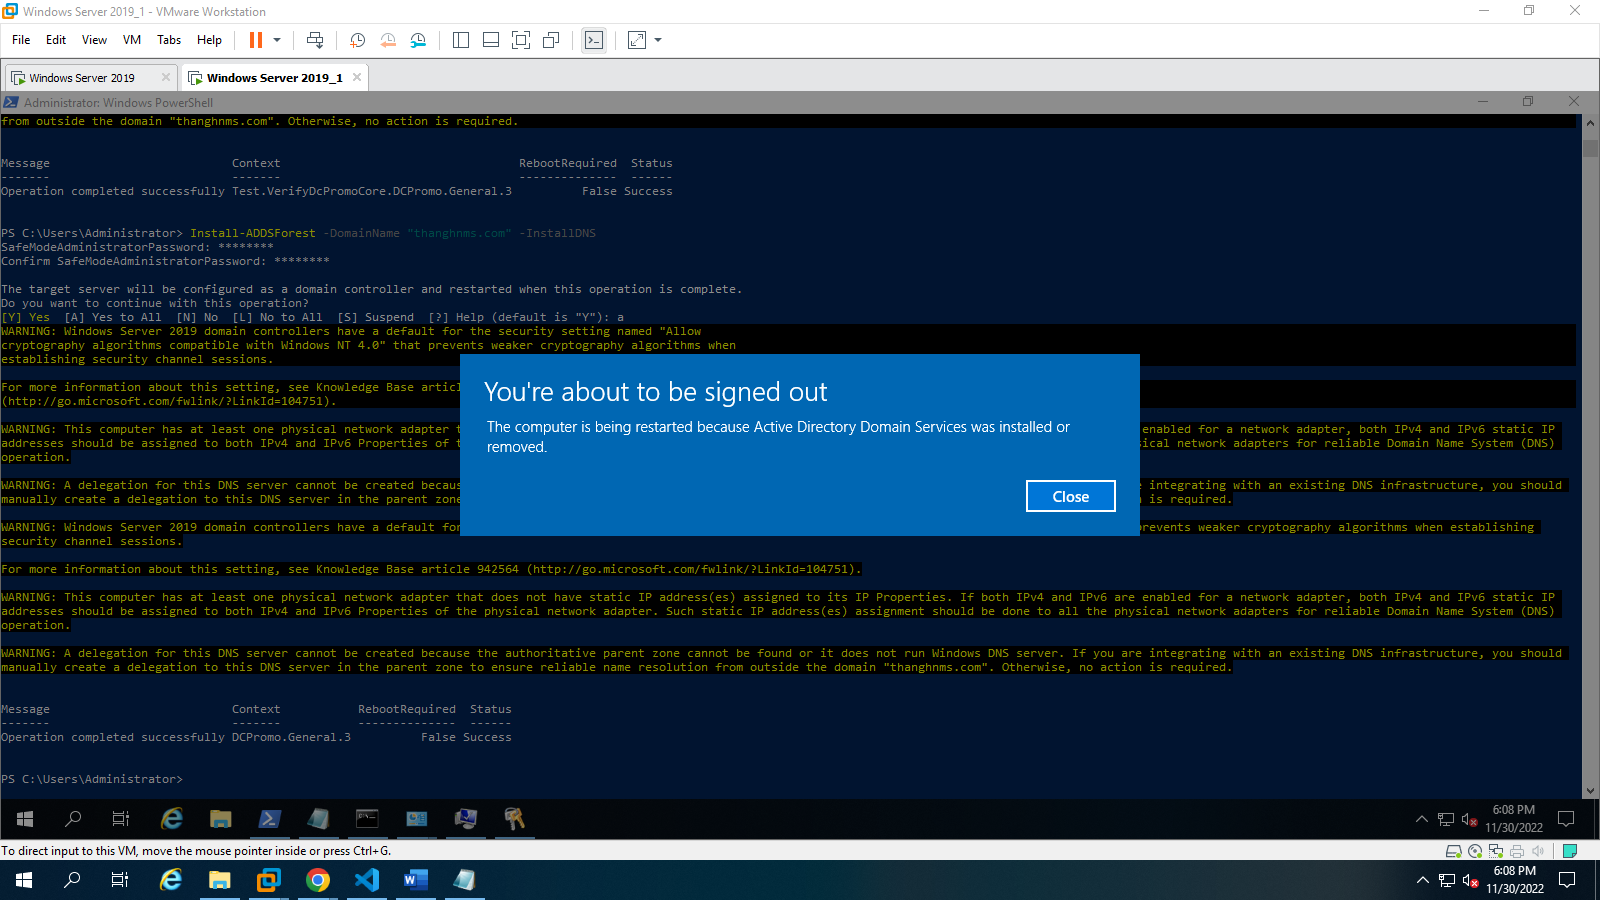 Windows Server 2019_1 - VMware Workstation
File Edit View VM Tabs Help
Windows Server 2019
Windows Server 2019_1
Administrator: Windows PowerShell
from outside the domain "thanghnms.com". Otherwise, no action is required.
Message Context RebootRequired Status
------- ------- -------------- ------
Operation completed successfully Test.VerifyDcPromoCore.DCPromo.General.3 False Success
PS C:\Users\Administrator> Install-ADDSForest -DomainName "thanghnms.com" -InstallDNS
SafeModeAdministratorPassword: ********
Confirm SafeModeAdministratorPassword: ********
The target server will be configured as a domain controller and restarted when this operation is complete.
Do you want to continue with this operation?
[Y] Yes [A] Yes to All [N] No [L] No to All [S] Suspend [?] Help (default is "Y"): a
WARNING: Windows Server 2019 domain controllers have a default for the security setting named "Allow
cryptography algorithms compatible with Windows NT 4.0" that prevents weaker cryptography algorithms when
establishing security channel sessions.
For more information about this setting, see Knowledge Base articl
(http://go.microsoft.com/fwlink/?LinkId=104751).
WARNING: This computer has at least one physical network adapter t
enabled for a network adapter, both IPv4 and IPv6 static IP
addresses should be assigned to both IPv4 and IPv6 Properties of t
ical network adapters for reliable Domain Name System (DNS)
operation.
WARNING: A delegation for this DNS server cannot be created becaus
integrating with an existing DNS infrastructure, you should
manually create a delegation to this DNS server in the parent zone
n is required.
WARNING: Windows Server 2019 domain controllers have a default for
prevents weaker cryptography algorithms when establishing
security channel sessions.
You're about to be signed out
The computer is being restarted because Active Directory Domain Services was installed or
removed.
Close
For more information about this setting, see Knowledge Base article 942564 (http://go.microsoft.com/fwlink/?LinkId=104751).
WARNING: This computer has at least one physical network adapter that does not have static IP address(es) assigned to its IP Properties. If both IPv4 and IPv6 are enabled for a network adapter, both IPv4 and IPv6 static IP
addresses should be assigned to both IPv4 and IPv6 Properties of the physical network adapter. Such static IP address(es) assignment should be done to all the physical network adapters for reliable Domain Name System (DNS)
operation.
WARNING: A delegation for this DNS server cannot be created because the authoritative parent zone cannot be found or it does not run Windows DNS server. If you are integrating with an existing DNS infrastructure, you should
manually create a delegation to this DNS server in the parent zone to ensure reliable name resolution from outside the domain "thanghnms.com". Otherwise, no action is required.
Message Context RebootRequired Status
------- ------- -------------- ------
Operation completed successfully DCPromo.General.3 False Success
PS C:\Users\Administrator>
6:08 PM
11/30/2022
To direct input to this VM, move the mouse pointer inside or press Ctrl+G.
6:08 PM
11/30/2022